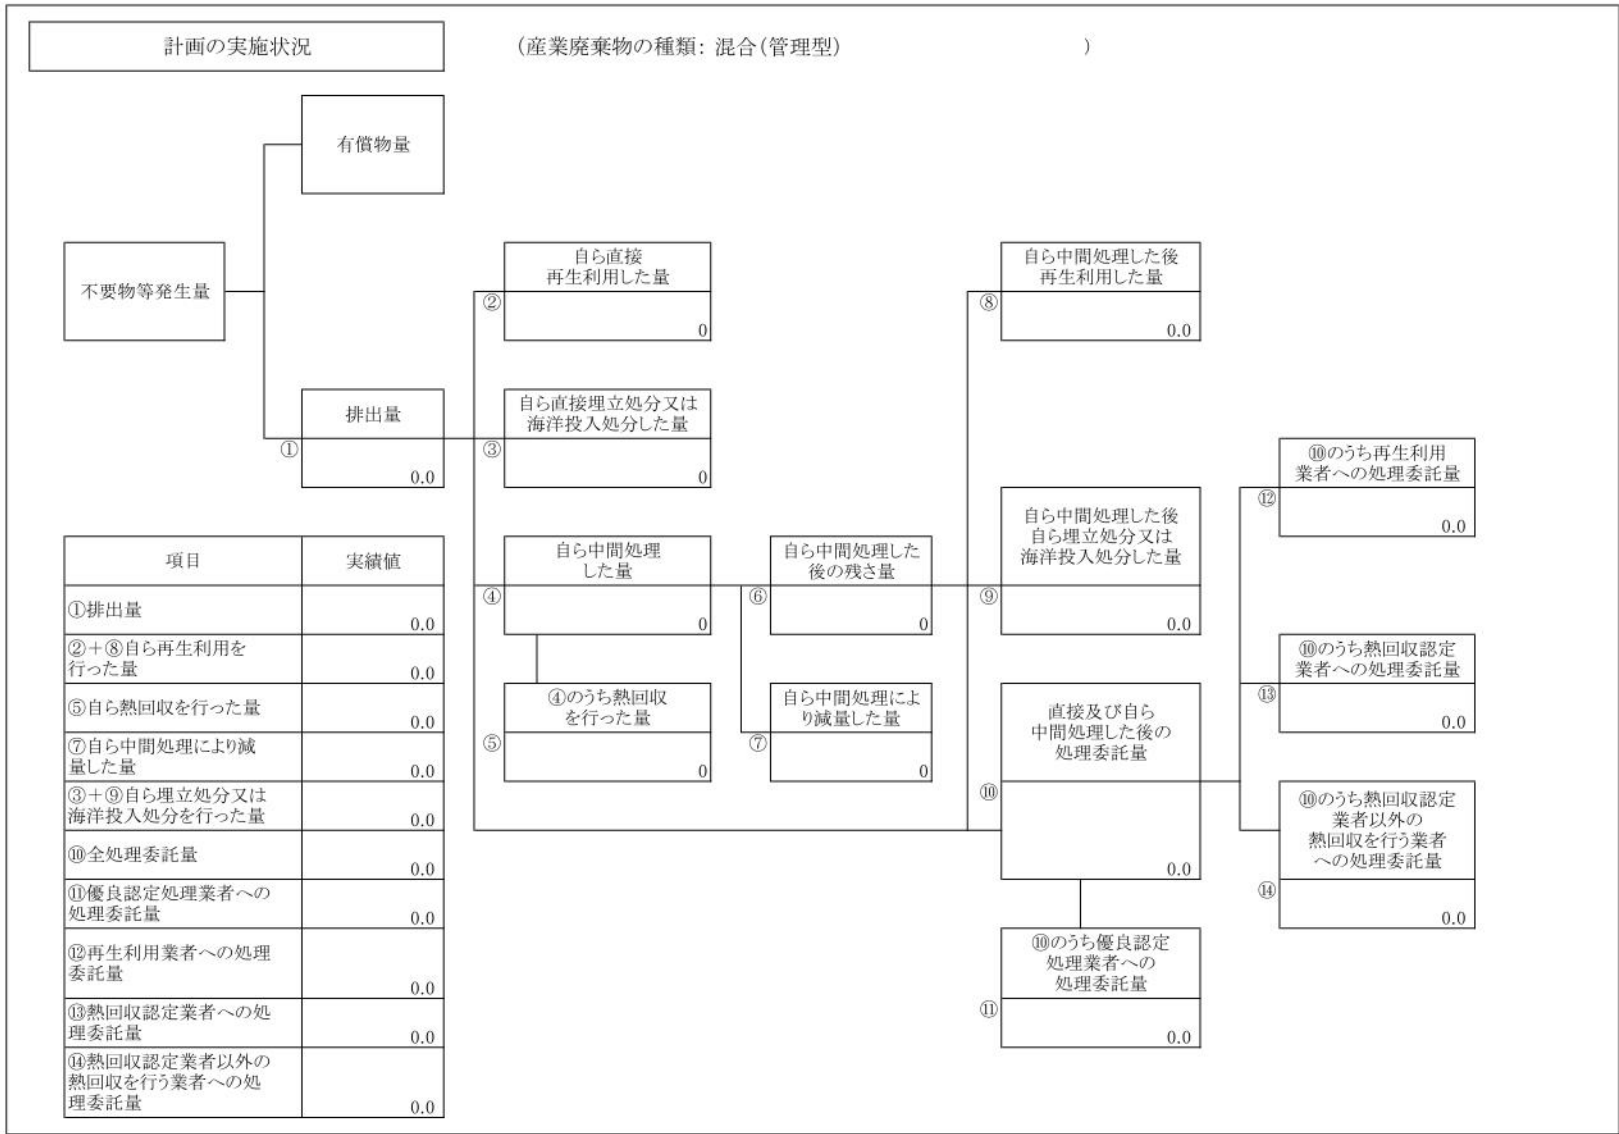 計画の実施状況
(産業廃棄物の種類: 混合(管理型) )
有償物量
不要物等発生量
自ら直接
再生利用した量
②
0
自ら中間処理した後
再生利用した量
⑧
0.0
排出量
①
0.0
自ら直接埋立処分又は
海洋投入処分した量
③
0
⑩のうち再生利用
業者への処理委託量
⑫
0.0
自ら中間処理
した量
④
0
自ら中間処理した
後の残さ量
⑥
0
自ら中間処理した後
自ら埋立処分又は
海洋投入処分した量
⑨
0.0
⑩のうち熱回収認定
業者への処理委託量
⑬
0.0
④のうち熱回収
を行った量
⑤
0
自ら中間処理によ
り減量した量
⑦
0
直接及び自ら
中間処理した後の
処理委託量
⑩
0.0
⑩のうち熱回収認定
業者以外の
熱回収を行う業者
への処理委託量
⑭
0.0
⑩のうち優良認定
処理業者への
処理委託量
⑪
0.0
項目 実績値
①排出量
0.0
②+⑧自ら再生利用を
行った量
0.0
⑤自ら熱回収を行った量
0.0
⑦自ら中間処理により減
量した量
0.0
③+⑨自ら埋立処分又は
海洋投入処分を行った量
0.0
⑩全処理委託量
0.0
⑪優良認定処理業者への
処理委託量
0.0
⑫再生利用業者への処理
委託量
0.0
⑬熱回収認定業者への処
理委託量
0.0
⑭熱回収認定業者以外の
熱回収を行う業者への処
理委託量
0.0